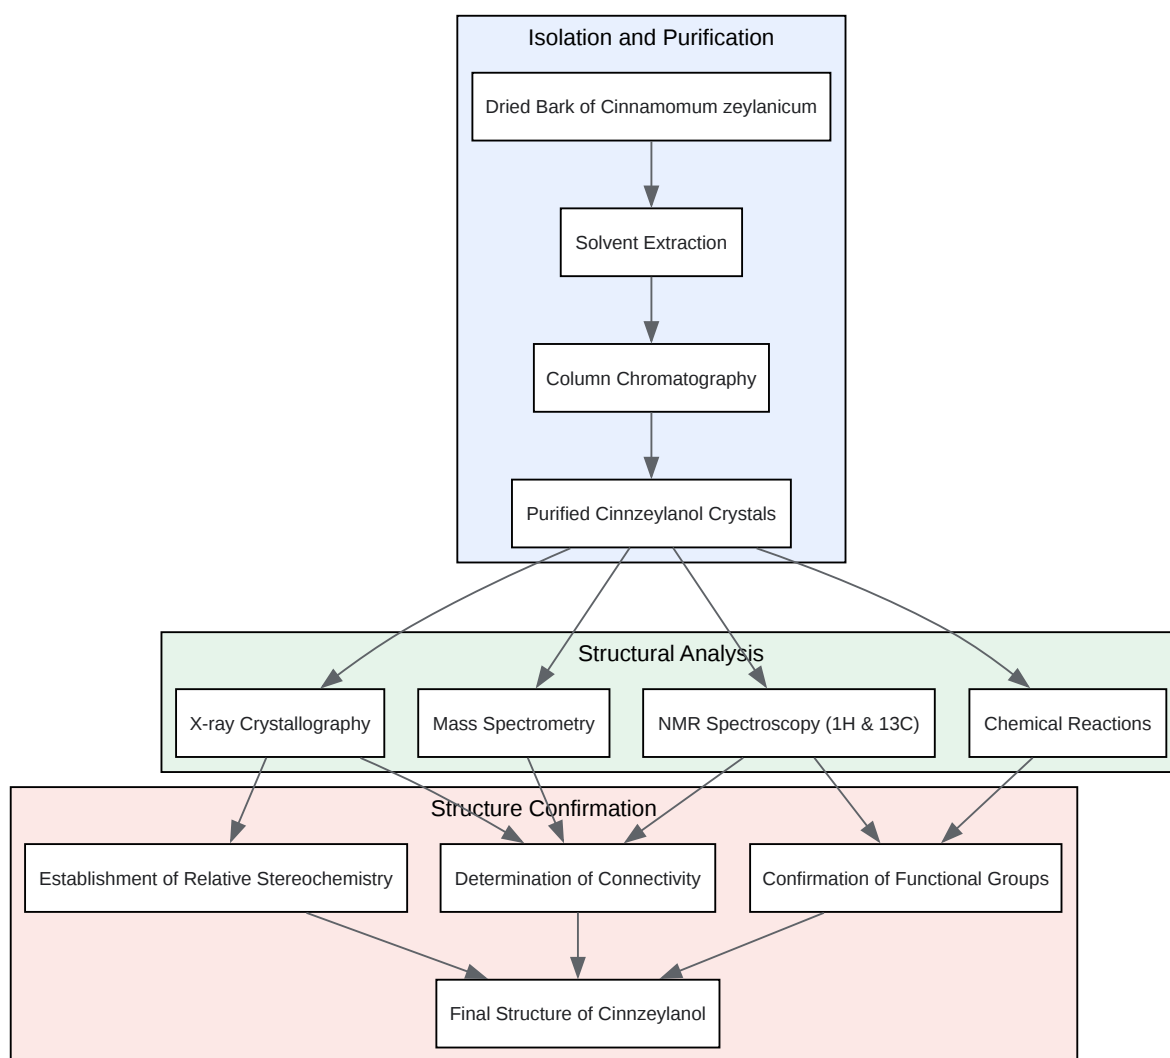 Isolation and Purification
Dried Bark of Cinnamomum zeylanicum
Solvent Extraction
Column Chromatography
Purified Cinnzeylanol Crystals
Structural Analysis
X-ray Crystallography
Mass Spectrometry
NMR Spectroscopy (1H & 13C)
Chemical Reactions
Structure Confirmation
Establishment of Relative Stereochemistry
Determination of Connectivity
Confirmation of Functional Groups
Final Structure of Cinnzeylanol